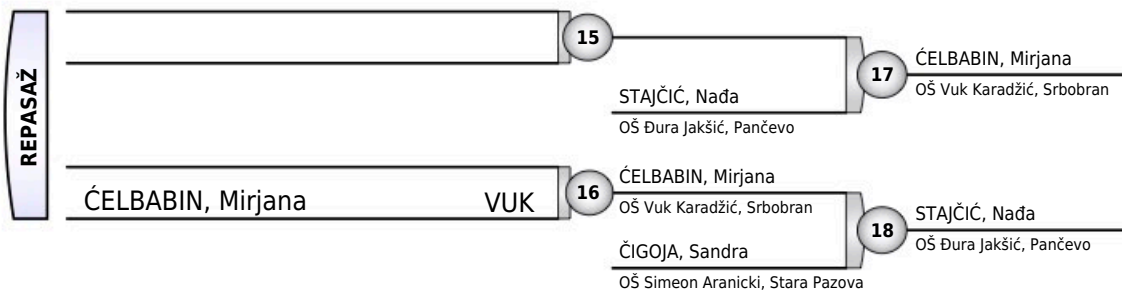 REPASAŽ
15
STAJČIĆ, Nađa
OŠ Đura Jakšić, Pančevo
17
ĆELBABIN, Mirjana
OŠ Vuk Karadžić, Srbobran
ĆELBABIN, Mirjana VUK
16
ĆELBABIN, Mirjana
OŠ Vuk Karadžić, Srbobran
ČIGOJA, Sandra
OŠ Simeon Aranicki, Stara Pazova
18
STAJČIĆ, Nađa
OŠ Đura Jakšić, Pančevo